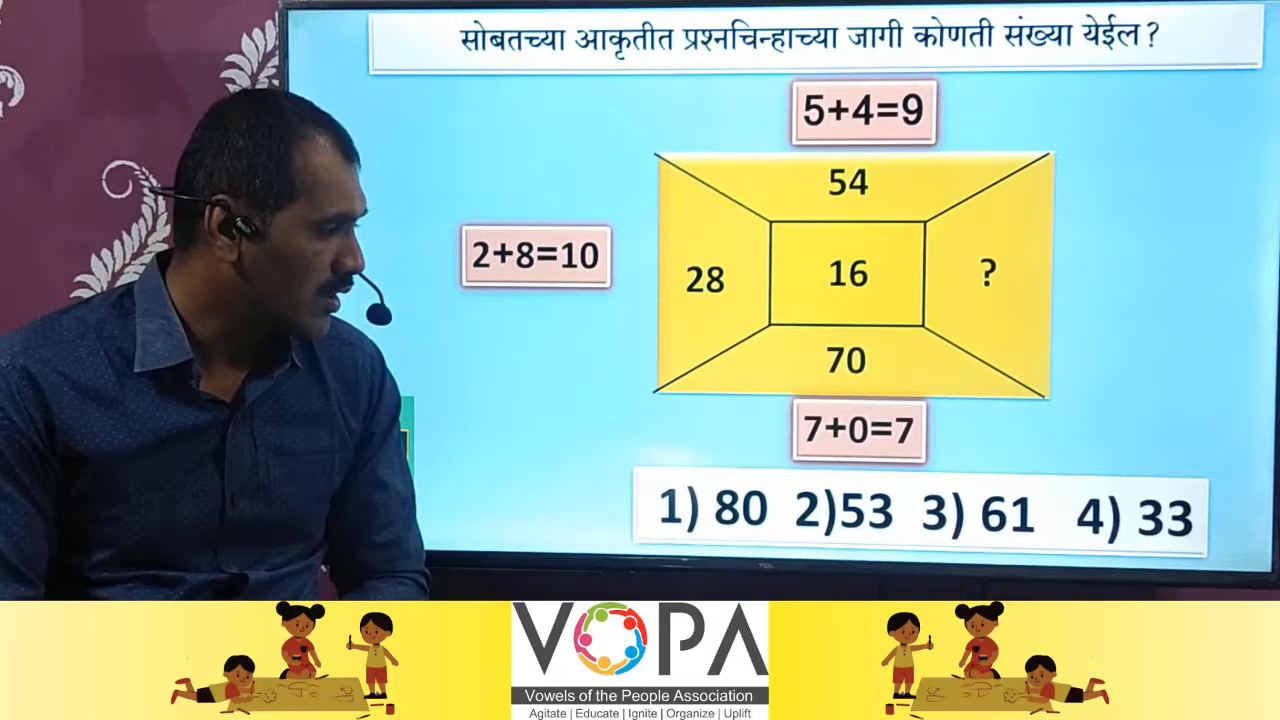 सोबतच्या आकृतीत प्रश्नचिन्हाच्या जागी कोणती संख्या येईल?
5+4=9
54
2+8=10
28
16
?
70
7+0=7
1) 80 2)53 3) 61 4) 33
TCL
VOPA
Vowels of the People Association
Agitate | Educate | Ignite | Organize | Uplift